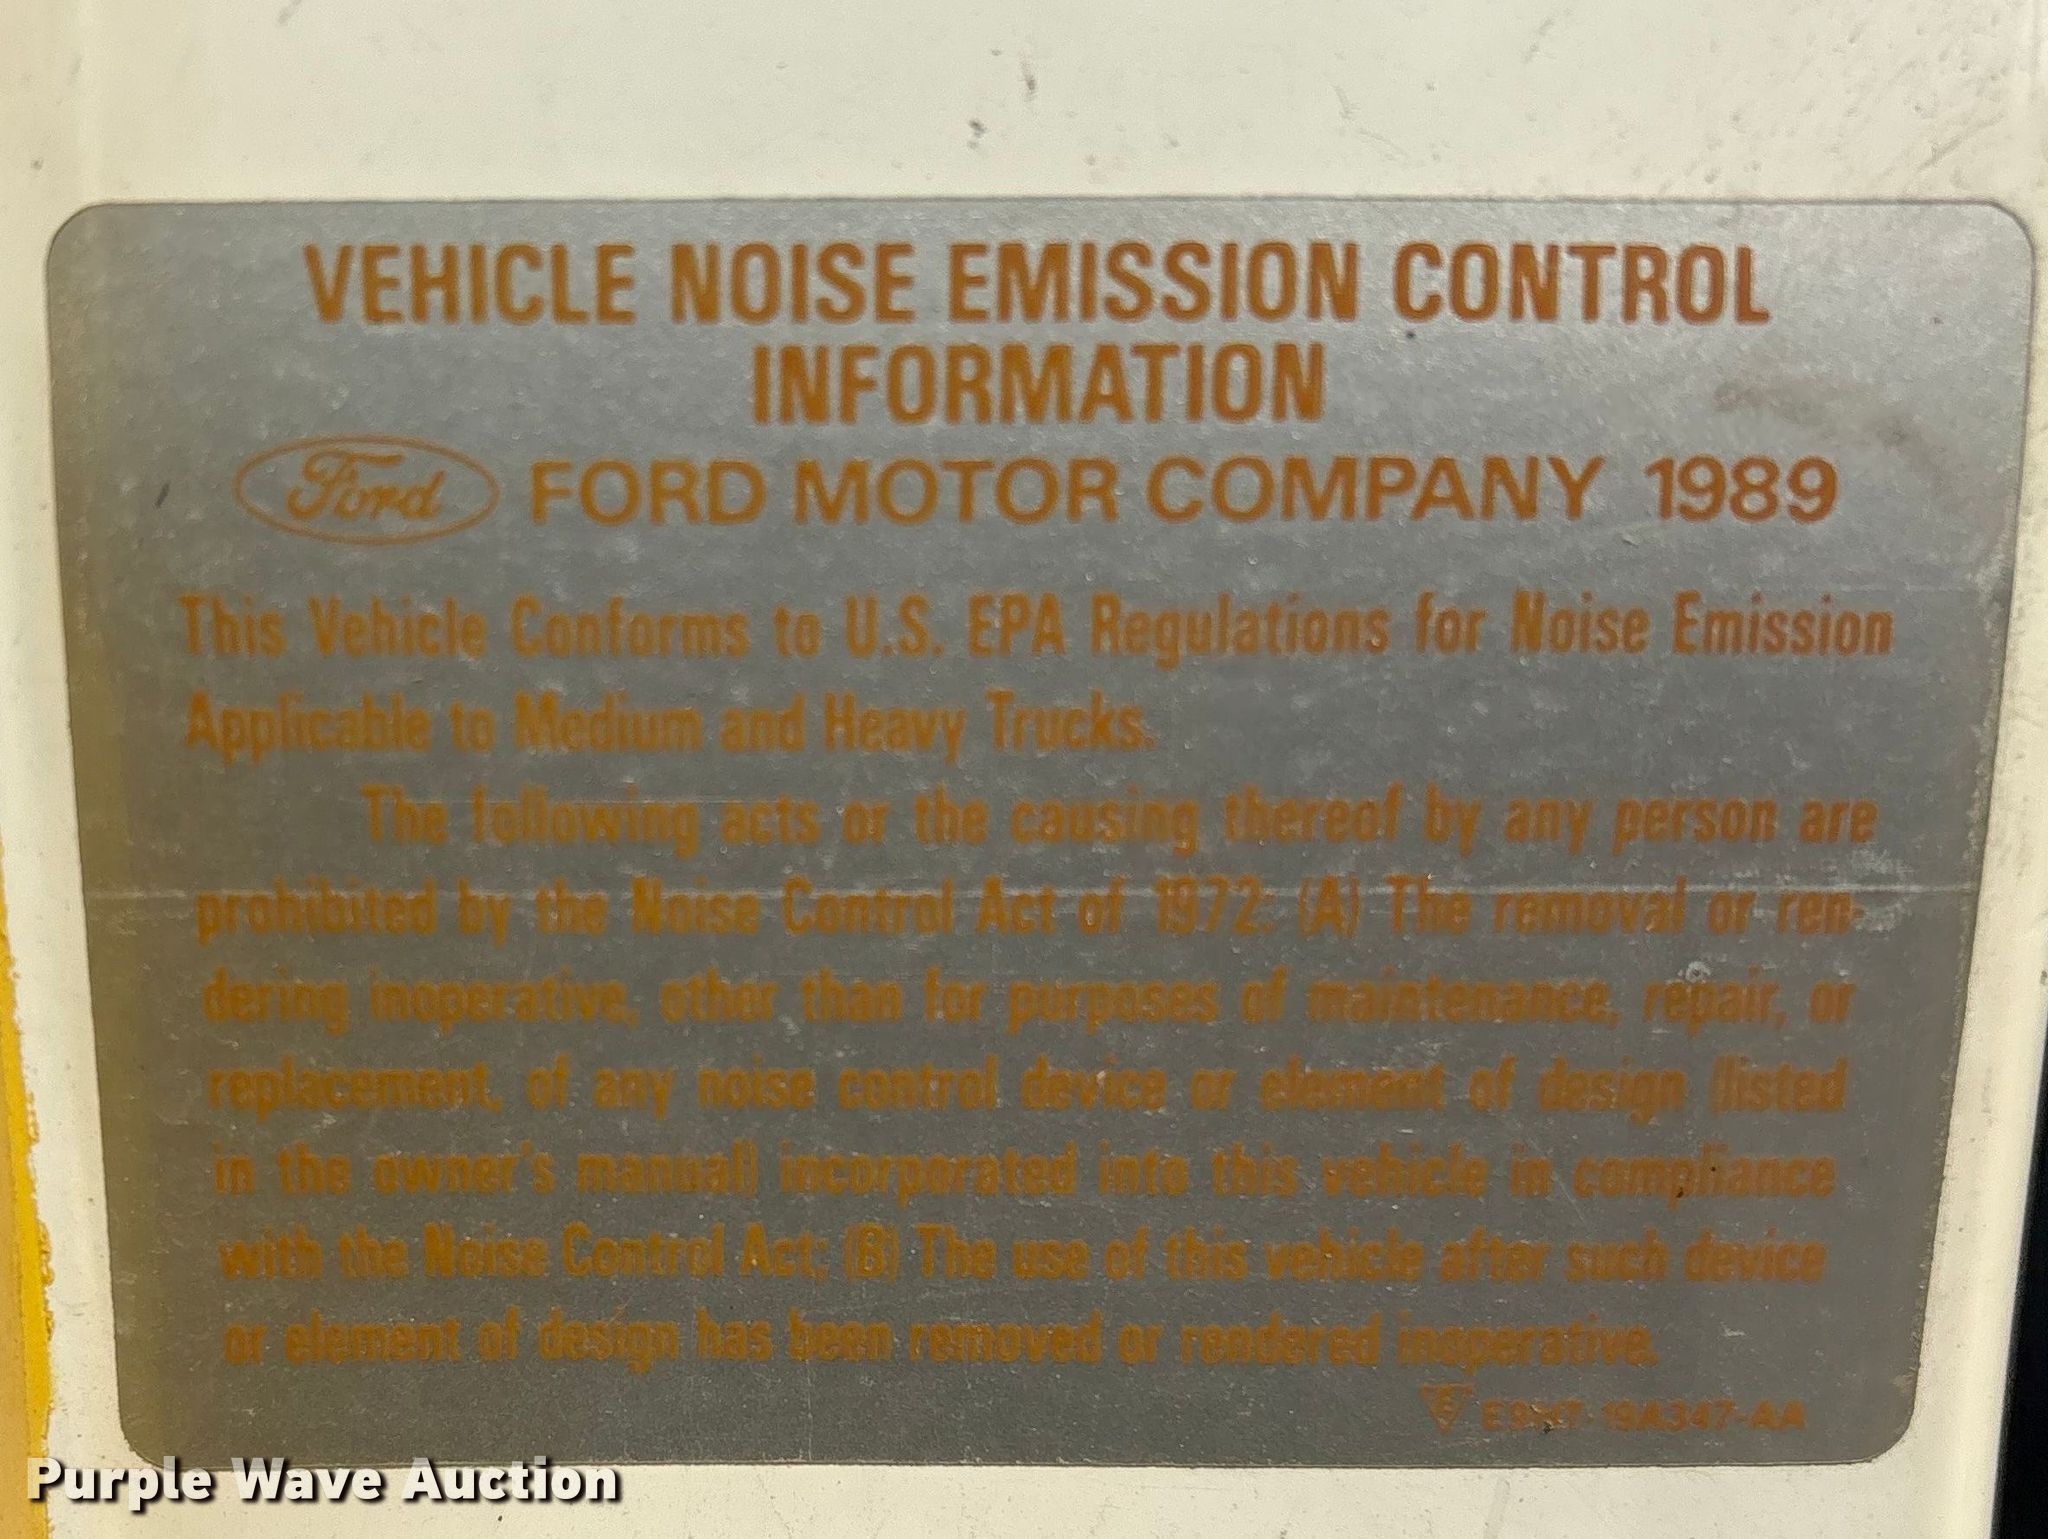 VEHICLE NOISE EMISSION CONTROL
INFORMATION
Ford FORD MOTOR COMPANY 1989
This Vehicle Conforms to U.S. EPA Regulations for Noise Emission
Applicable to Medium and Heavy Trucks.
The following acts or the causing thereof by any person are
prohibited by the Noise Control Act of 1972: (A) The removal or ren-
dering inoperative, other than for purposes of maintenance, repair, or
replacement, of any noise control device or element of design (listed
in the owner's manual) incorporated into this vehicle in compliance
with the Noise Control Act; (B) The use of this vehicle after such device
or element of design has been removed or rendered inoperative.
E9HT-19A347-AA
Purple Wave Auction